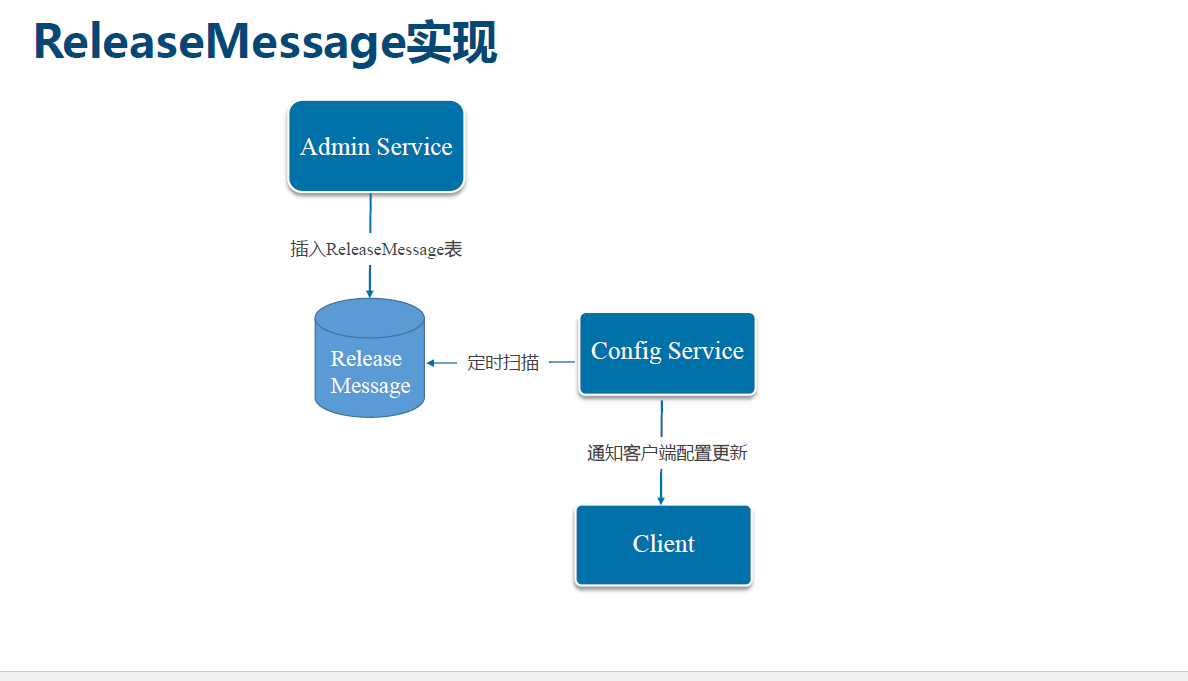 ReleaseMessage实现
Admin Service
插入ReleaseMessage表
Release
Message
定时扫描
Config Service
通知客户端配置更新
Client